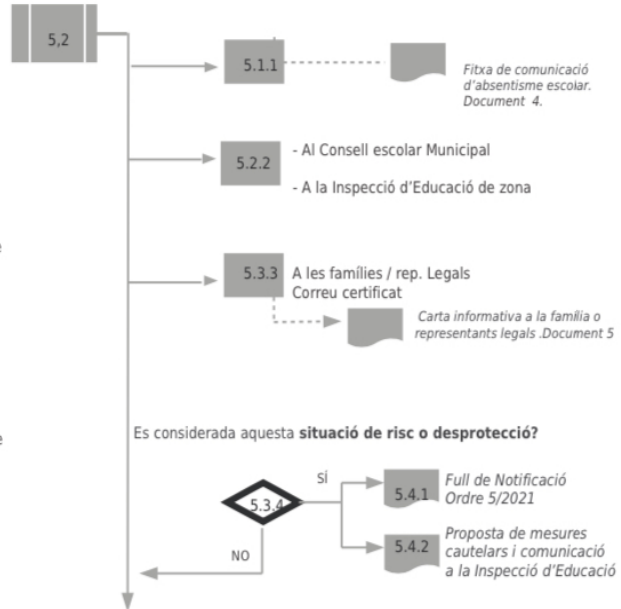 5,2
5.1.1
Fitxa de comunicació
d'absentisme escolar.
Document 4.
5.2.2
- Al Consell escolar Municipal
- A la Inspecció d'Educació de zona
e
5.3.3
A les famílies / rep. Legals
Correu certificat
Carta informativa a la família o
representants legals .Document 5
e
Es considerada aquesta situació de risc o desprotecció?
SÍ
5.3.4
5.4.1
Full de Notificació
Ordre 5/2021
NO
5.4.2
Proposta de mesures
cautelars i comunicació
a la Inspecció d'Educació